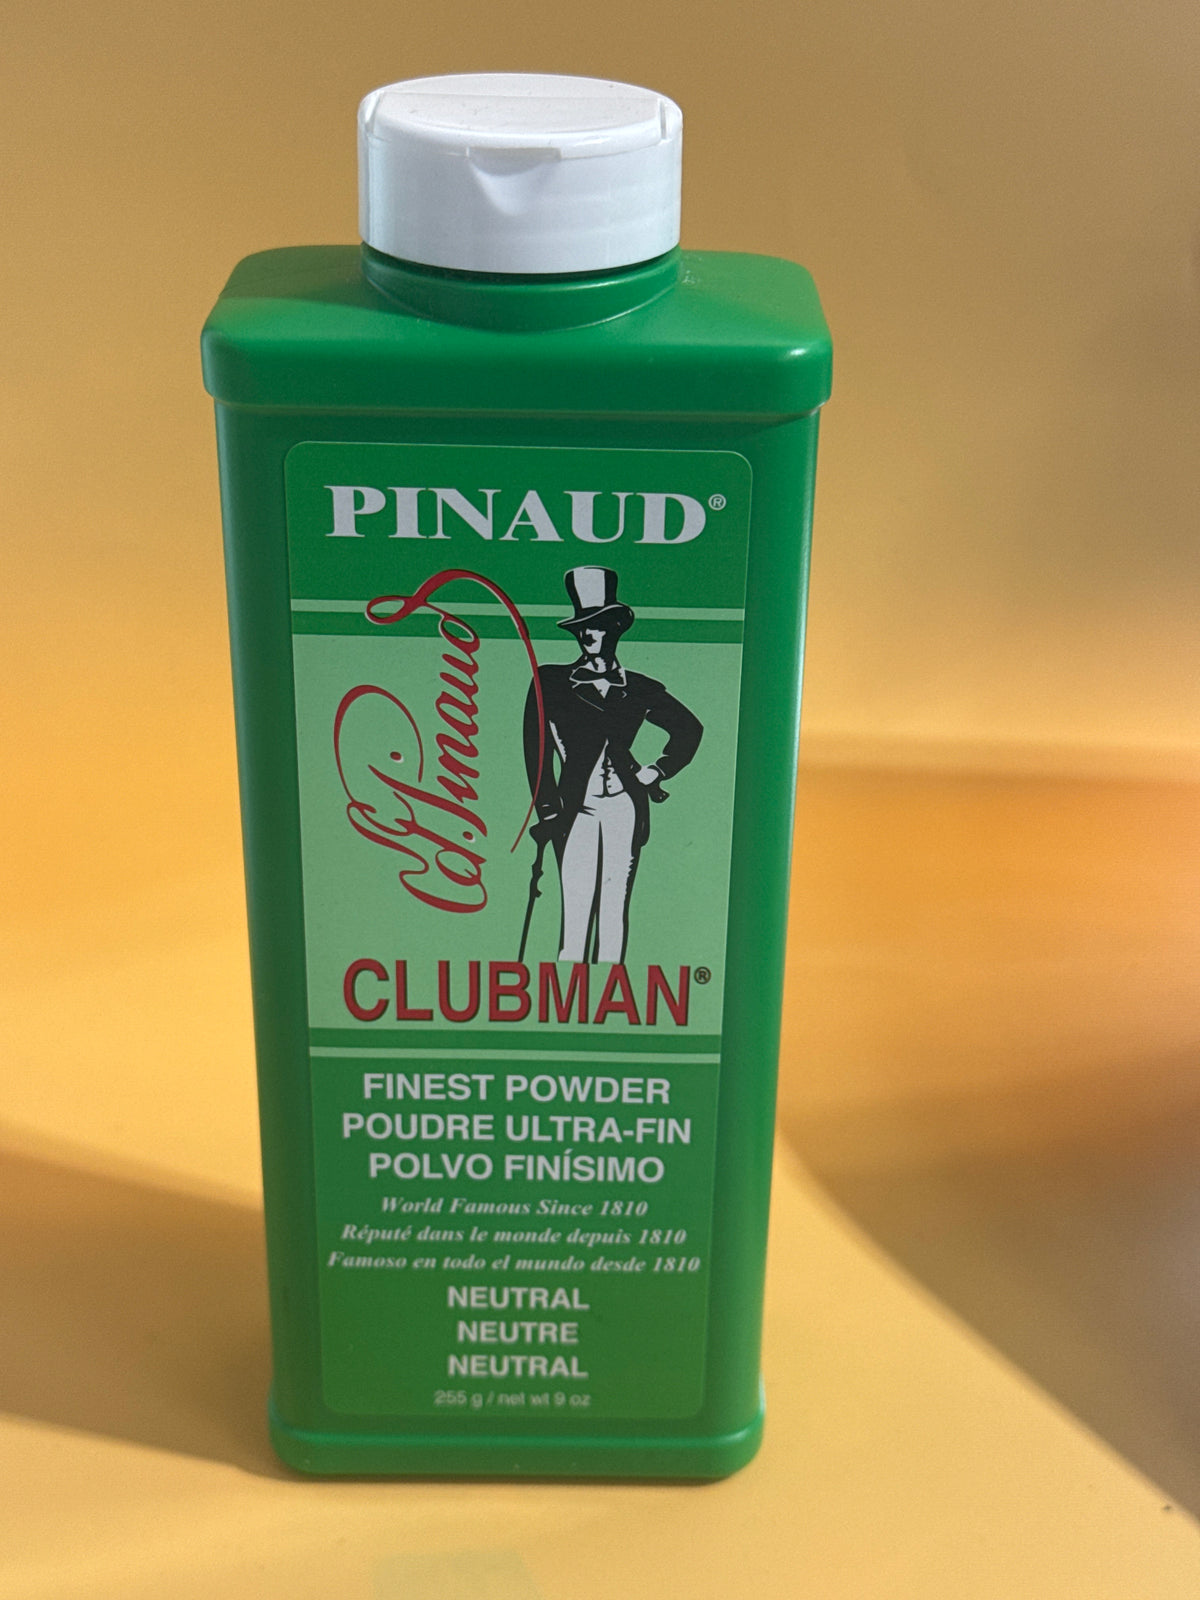 PINAUD®
Ed. Pinaud
CLUBMAN®
FINEST POWDER
POUDRE ULTRA-FIN
POLVO FINÍSIMO
World Famous Since 1810
Réputé dans le monde depuis 1810
Famoso en todo el mundo desde 1810
NEUTRAL
NEUTRE
NEUTRAL
255 g / net wt 9 oz